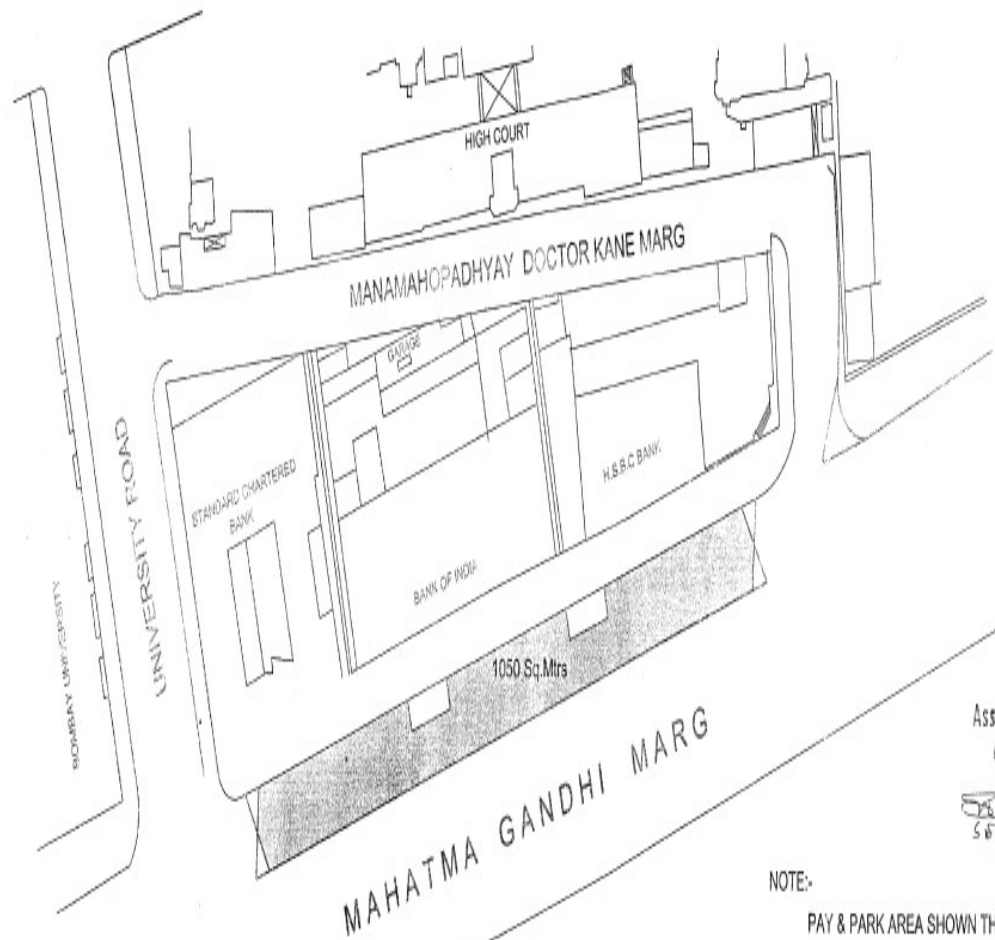 HIGH COURT
MANAMAHOPADHYAY DOCTOR KANE MARG
GARAGE
STANDARD CHARTERED
BANK
H.S.B.C BANK
BANK OF INDIA
UNIVERSITY ROAD
BOMBAY UNIVERSITY
1050 Sq.Mtrs
MAHATMA GANDHI MARG
Ass
NOTE:-
PAY & PARK AREA SHOWN TH